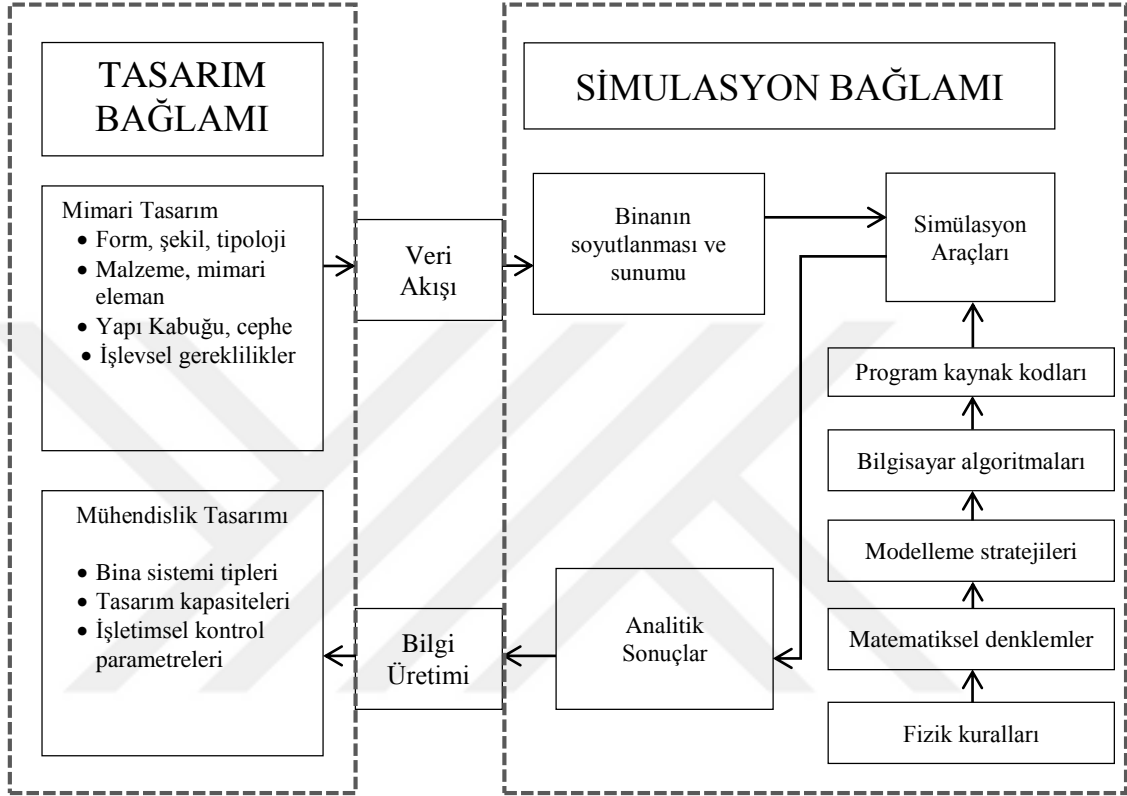 TASARIM
BAĞLAMI
Mimari Tasarım
• Form, şekil, tipoloji
• Malzeme, mimari
eleman
• Yapı Kabuğu, cephe
• İşlevsel gereklilikler
Mühendislik Tasarımı
• Bina sistemi tipleri
• Tasarım kapasiteleri
• İşletimsel kontrol
parametreleri
Veri
Akışı
Bilgi
Üretimi
SİMULASYON BAĞLAMI
Binanın
soyutlanması ve
sunumu
Simülasyon
Araçları
Program kaynak kodları
Bilgisayar algoritmaları
Modelleme stratejileri
Matematiksel denklemler
Fizik kuralları
Analitik
Sonuçlar